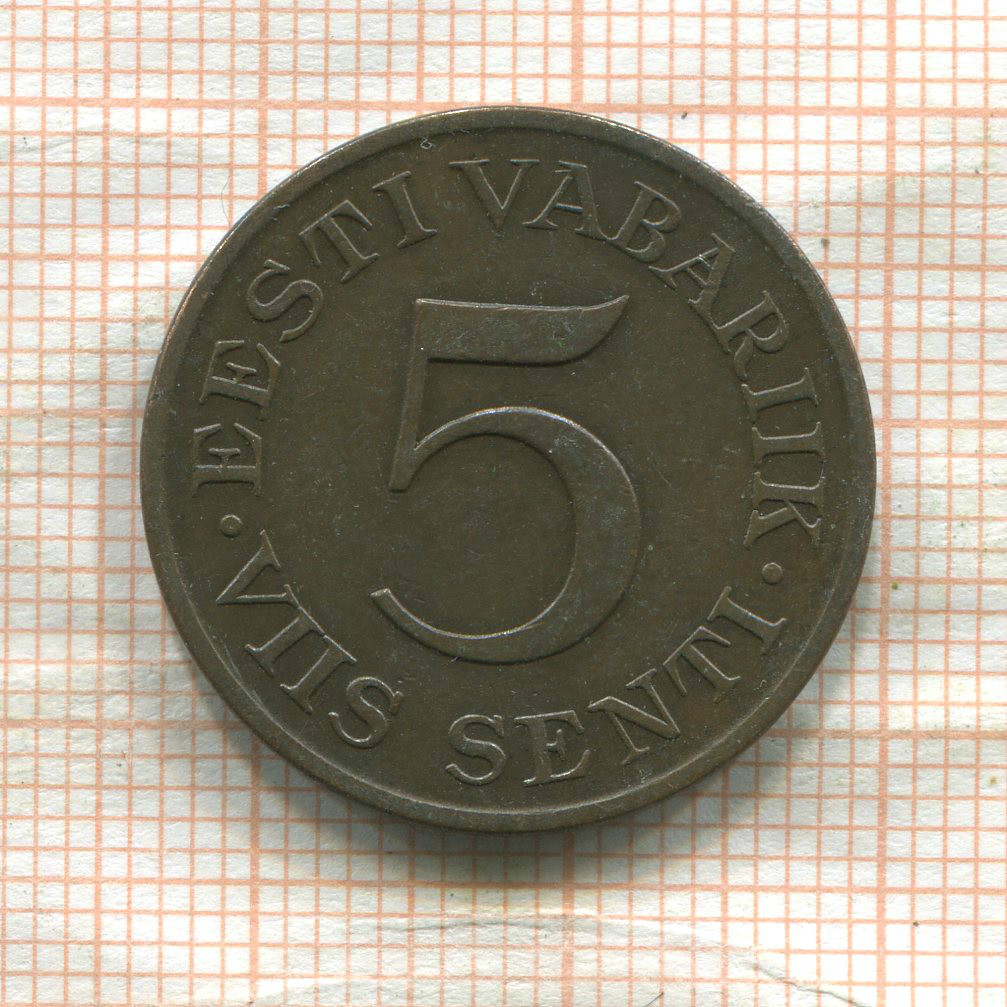 · EESTI VABARIIK ·
5
VIIS SENTI